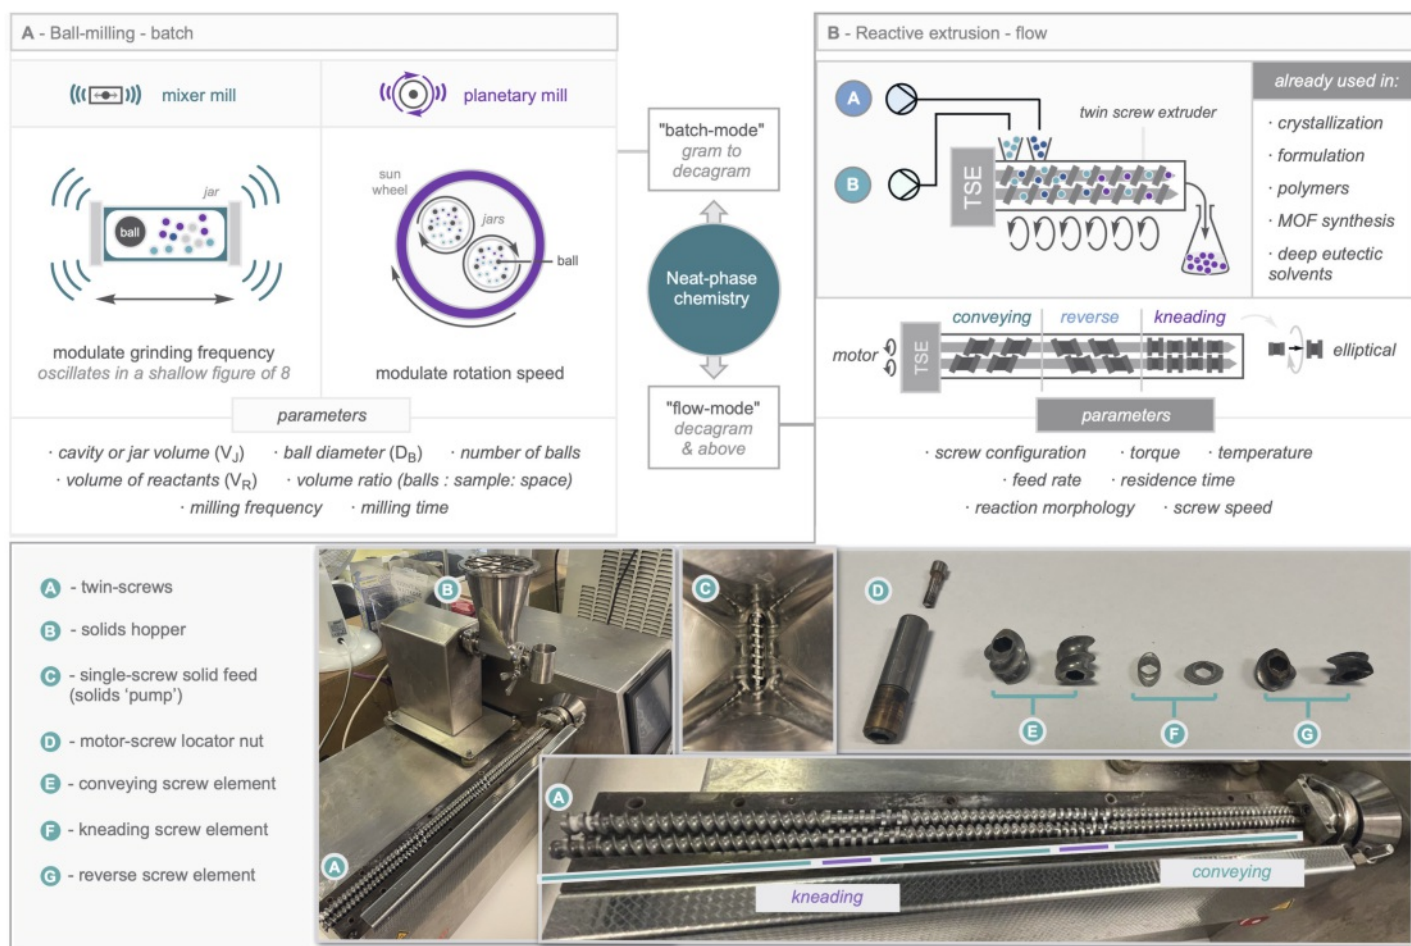 A - Ball-milling - batch
mixer mill
planetary mill
jar
ball
modulate grinding frequency
oscillates in a shallow figure of 8
sun
wheel
jars
ball
modulate rotation speed
parameters
· cavity or jar volume (VJ) · ball diameter (DB) · number of balls
· volume of reactants (VR) · volume ratio (balls : sample: space)
· milling frequency · milling time
"batch-mode"
gram to
decagram
Neat-phase
chemistry
"flow-mode"
decagram
& above
B - Reactive extrusion - flow
A
B
twin screw extruder
TSE
already used in:
· crystallization
· formulation
· polymers
· MOF synthesis
· deep eutectic
solvents
conveying
reverse
kneading
motor
TSE
elliptical
parameters
· screw configuration · torque · temperature
· feed rate · residence time
· reaction morphology · screw speed
A - twin-screws
B - solids hopper
C - single-screw solid feed
(solids 'pump')
D - motor-screw locator nut
E - conveying screw element
F - kneading screw element
G - reverse screw element
B
A
C
D
E
F
G
A
kneading
conveying